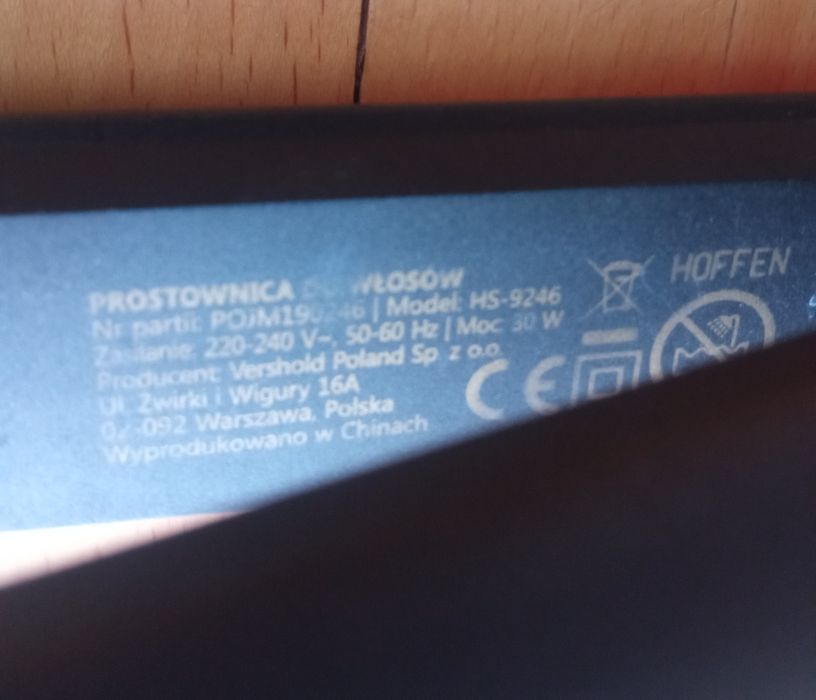 PROSTOWNICA DO WŁOSÓW
HOFFEN
Nr partii: | Model: HS-9246
Zasilanie: 220-240 V~, 50-60 Hz | Moc 30 W
Producent: Vershold Poland Sp. z o.o.
Ul. Żwirki i Wigury 16A
02-092 Warszawa, Polska
Wyprodukowano w Chinach
CE